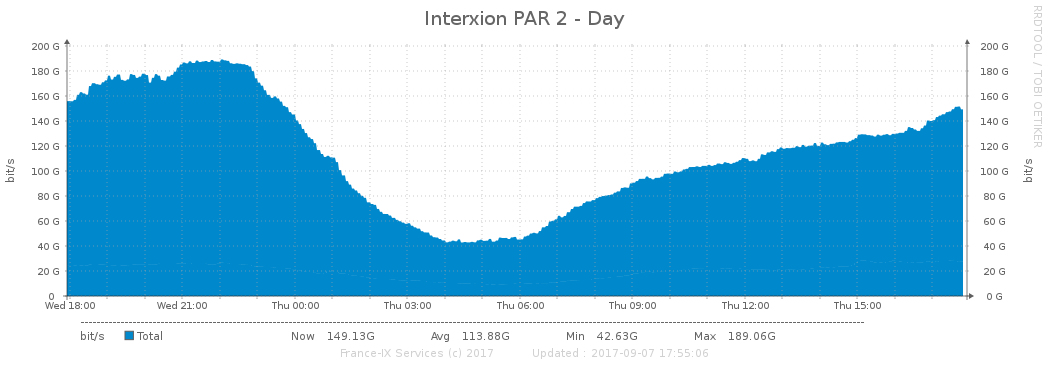 Interxion PAR 2 - Day
RRDTOOL / TOBI OETIKER
bit/s
200 G 200 G
180 G 180 G
160 G 160 G
140 G 140 G
120 G 120 G
100 G 100 G
80 G 80 G
60 G 60 G
40 G 40 G
20 G 20 G
0 0 G
bit/s
Wed 18:00 Wed 21:00 Thu 00:00 Thu 03:00 Thu 06:00 Thu 09:00 Thu 12:00 Thu 15:00
bit/s Total Now 149.13G Avg 113.88G Min 42.63G Max 189.06G
France-IX Services (c) 2017 Updated : 2017-09-07 17:55:06